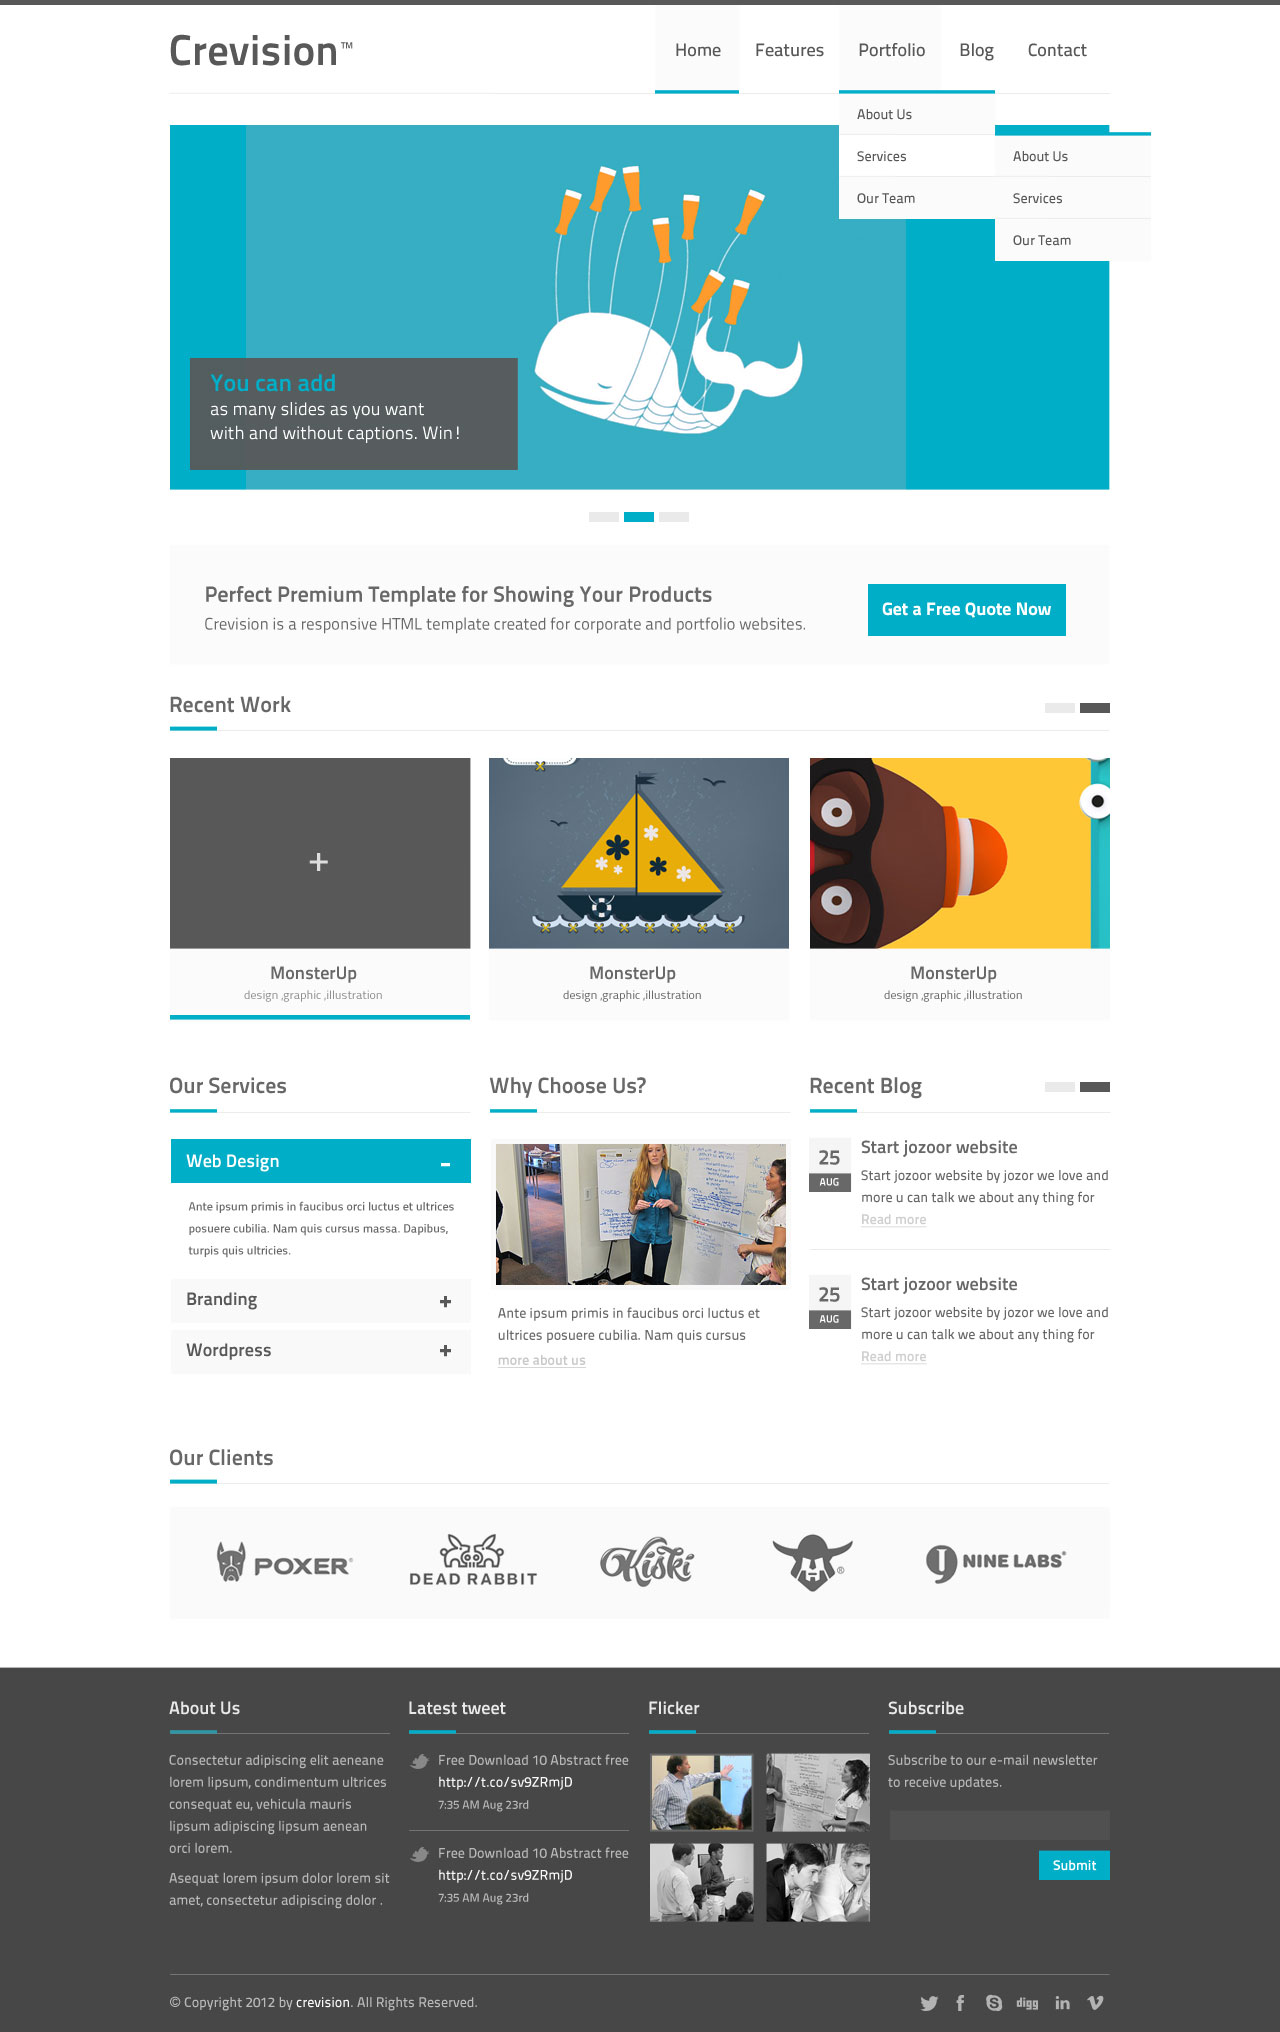 Crevision™
Home Features Portfolio Blog Contact
About Us
Services
Our Team
About Us
Services
Our Team
You can add
as many slides as you want
with and without captions. Win!
Perfect Premium Template for Showing Your Products
Crevision is a responsive HTML template created for corporate and portfolio websites.
Get a Free Quote Now
Recent Work
MonsterUp
design ,graphic ,illustration
MonsterUp
design ,graphic ,illustration
MonsterUp
design ,graphic ,illustration
Our Services
Web Design
Ante ipsum primis in faucibus orci luctus et ultrices
posuere cubilia. Nam quis cursus massa. Dapibus,
turpis quis ultricies.
Branding
Wordpress
Why Choose Us?
Ante ipsum primis in faucibus orci luctus et
ultrices posuere cubilia. Nam quis cursus
more about us
Recent Blog
25
AUG
Start jozoor website
Start jozoor website by jozor we love and
more u can talk we about any thing for
Read more
25
AUG
Start jozoor website
Start jozoor website by jozor we love and
more u can talk we about any thing for
Read more
Our Clients
POXER®
DEAD RABBIT
Kiski
®
9 NINE LABS®
About Us
Consectetur adipiscing elit aeneane
lorem lipsum, condimentum ultrices
consequat eu, vehicula mauris
lipsum adipiscing lipsum aenean
orci lorem.
Asequat lorem ipsum dolor lorem sit
amet, consectetur adipiscing dolor .
Latest tweet
Free Download 10 Abstract free
http://t.co/sv9ZRmjD
7:35 AM Aug 23rd
Free Download 10 Abstract free
http://t.co/sv9ZRmjD
7:35 AM Aug 23rd
Flicker
Subscribe
Subscribe to our e-mail newsletter
to receive updates.
Submit
© Copyright 2012 by crevision. All Rights Reserved.
digg in